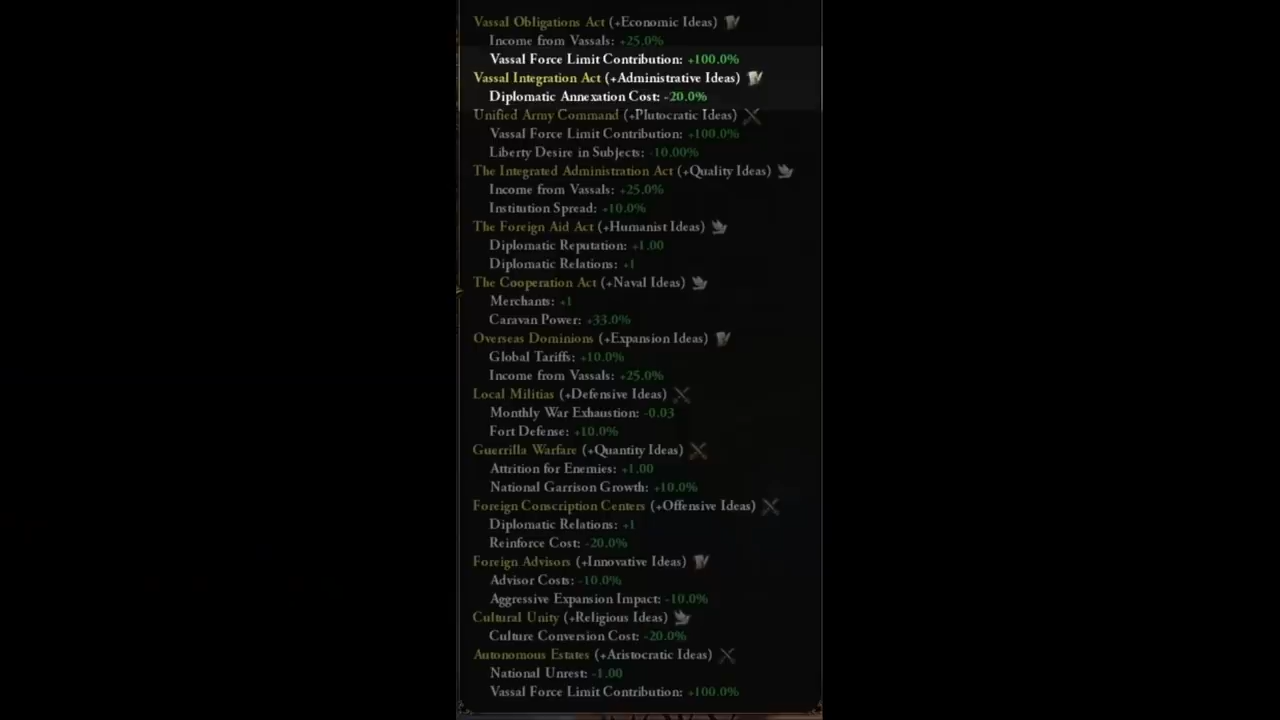 Vassal Obligations Act (+Economic Ideas)
Income from Vassals: +25.0%
Vassal Force Limit Contribution: +100.0%
Vassal Integration Act (+Administrative Ideas)
Diplomatic Annexation Cost: -20.0%
Unified Army Command (+Plutocratic Ideas)
Vassal Force Limit Contribution: +100.0%
Liberty Desire in Subjects: -10.00%
The Integrated Administration Act (+Quality Ideas)
Income from Vassals: +25.0%
Institution Spread: +10.0%
The Foreign Aid Act (+Humanist Ideas)
Diplomatic Reputation: +1.00
Diplomatic Relations: +1
The Cooperation Act (+Naval Ideas)
Merchants: +1
Caravan Power: +33.0%
Overseas Dominions (+Expansion Ideas)
Global Tariffs: +10.0%
Income from Vassals: +25.0%
Local Militias (+Defensive Ideas)
Monthly War Exhaustion: -0.03
Fort Defense: +10.0%
Guerrilla Warfare (+Quantity Ideas)
Attrition for Enemies: +1.00
National Garrison Growth: +10.0%
Foreign Conscription Centers (+Offensive Ideas)
Diplomatic Relations: +1
Reinforce Cost: -20.0%
Foreign Advisors (+Innovative Ideas)
Advisor Costs: -10.0%
Aggressive Expansion Impact: -10.0%
Cultural Unity (+Religious Ideas)
Culture Conversion Cost: -20.0%
Autonomous Estates (+Aristocratic Ideas)
National Unrest: -1.00
Vassal Force Limit Contribution: +100.0%